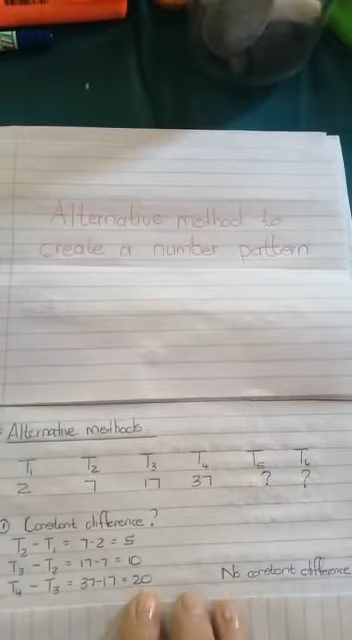 Alternative method to
create a number pattern
Alternative methods
T₁ T₂ T₃ T₄ T₅ T₆
2 7 17 37 ? ?
① Constant difference?
T₂ - T₁ = 7-2 = 5
T₃ - T₂ = 17-7 = 10
T₄ - T₃ = 37-17 = 20 No constant difference